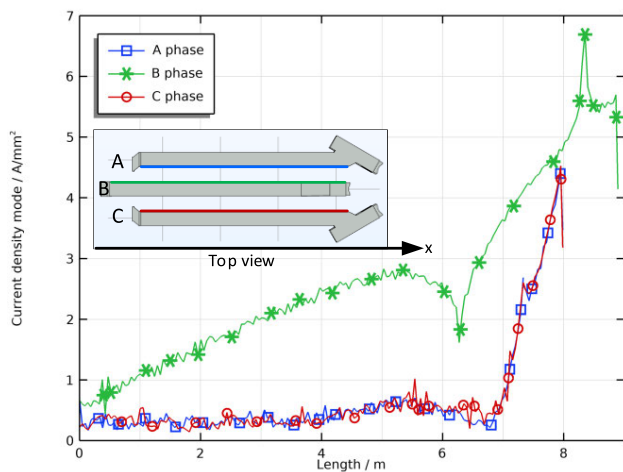 7
6
5
4
3
2
1
0
Current density mode / A/mm²
A phase
B phase
C phase
A
B
C
x
Top view
0
2
4
6
8
Length / m